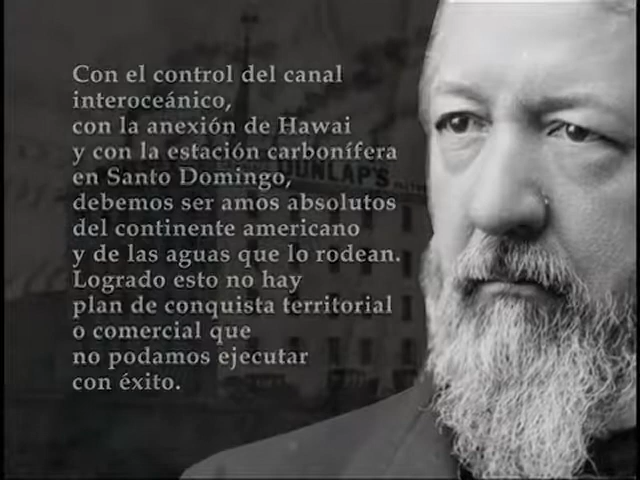 Con el control del canal
interoceánico,
con la anexión de Hawai
y con la estación carbonífera
en Santo Domingo,
debemos ser amos absolutos
del continente americano
y de las aguas que lo rodean.
Logrado esto no hay
plan de conquista territorial
o comercial que
no podamos ejecutar
con éxito.
DUNLAP'S